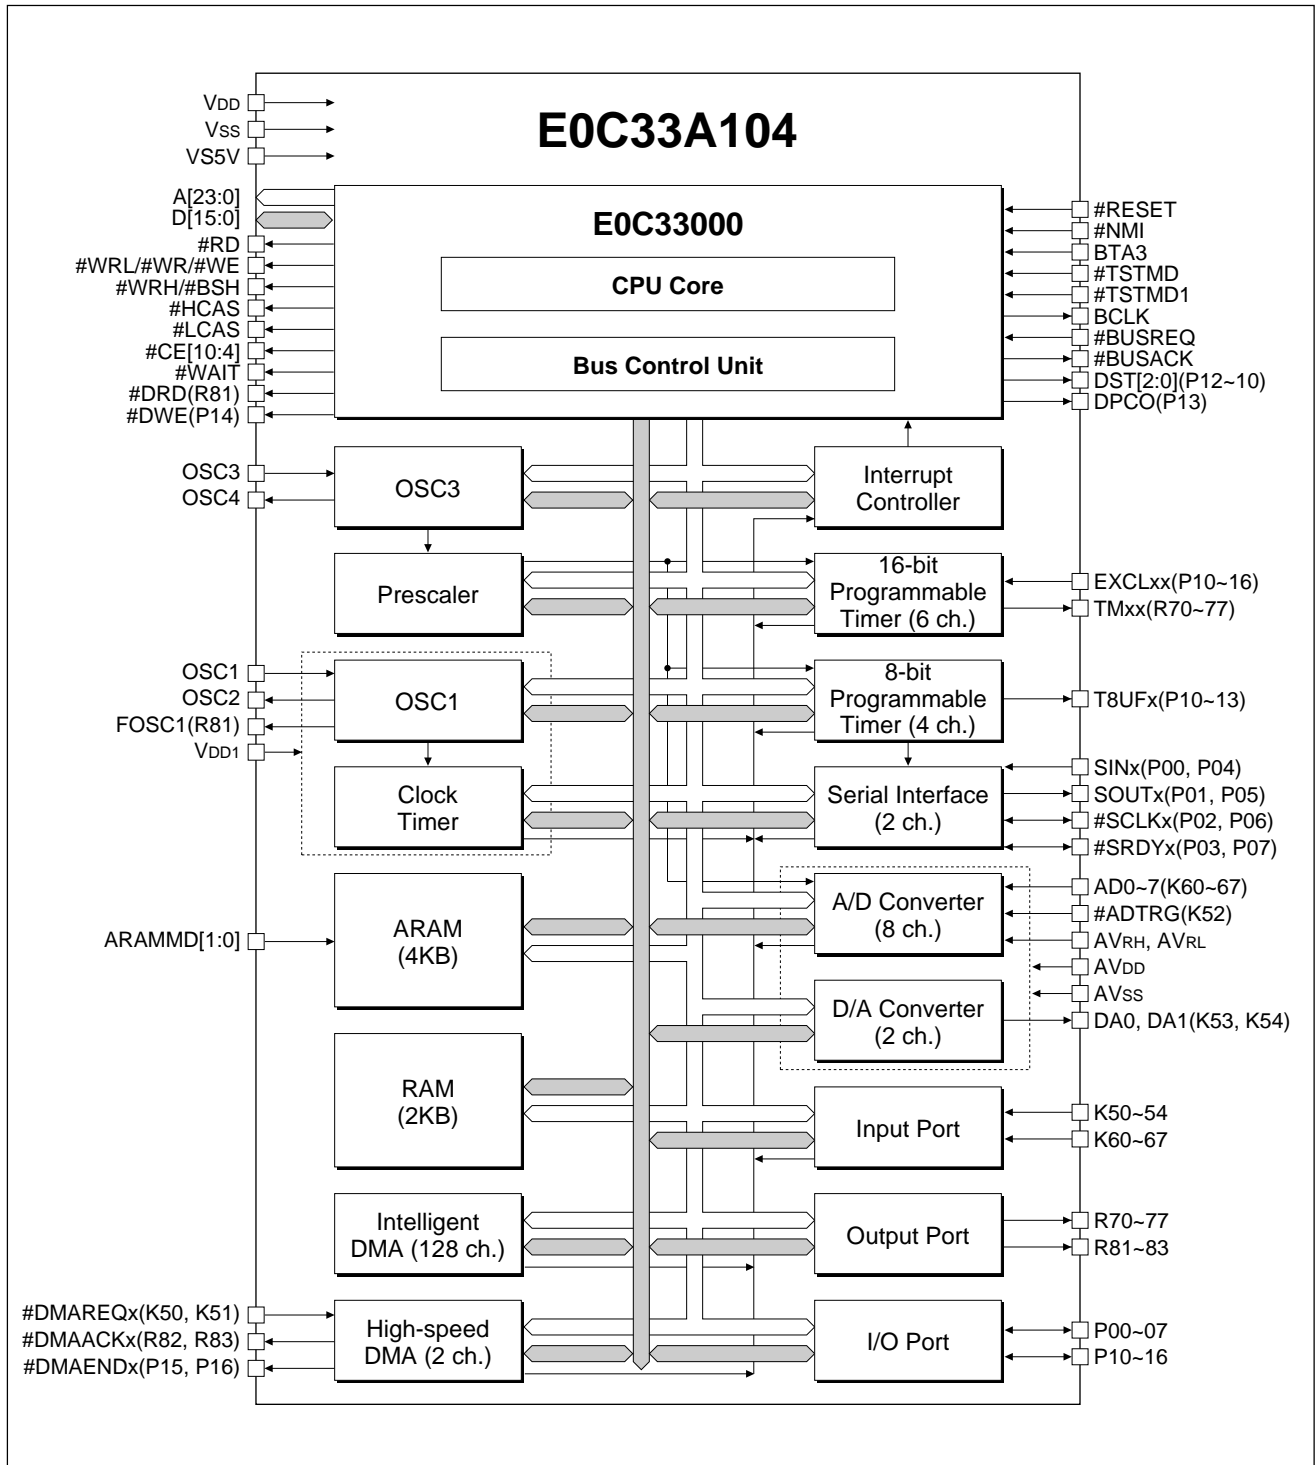 E0C33A104
VDD
VSS
VS5V
A[23:0]
D[15:0]
#RD
#WRL/#WR/#WE
#WRH/#BSH
#HCAS
#LCAS
#CE[10:4]
#WAIT
#DRD(R81)
#DWE(P14)
E0C33000
CPU Core
Bus Control Unit
#RESET
#NMI
BTA3
#TSTMD
#TSTMD1
BCLK
#BUSREQ
#BUSACK
DST[2:0](P12~10)
DPCO(P13)
OSC3
OSC4
OSC3
Interrupt
Controller
Prescaler
16-bit
Programmable
Timer (6 ch.)
EXCLxx(P10~16)
TMxx(R70~77)
OSC1
OSC2
FOSC1(R81)
VDD1
OSC1
8-bit
Programmable
Timer (4 ch.)
T8UFx(P10~13)
Clock
Timer
Serial Interface
(2 ch.)
SINx(P00, P04)
SOUTx(P01, P05)
#SCLKx(P02, P06)
#SRDYx(P03, P07)
ARAMMD[1:0]
ARAM
(4KB)
A/D Converter
(8 ch.)
AD0~7(K60~67)
#ADTRG(K52)
AVRH, AVRL
AVDD
AVSS
D/A Converter
(2 ch.)
DA0, DA1(K53, K54)
RAM
(2KB)
Input Port
K50~54
K60~67
Intelligent
DMA (128 ch.)
Output Port
R70~77
R81~83
#DMAREQx(K50, K51)
#DMAACKx(R82, R83)
#DMAENDx(P15, P16)
High-speed
DMA (2 ch.)
I/O Port
P00~07
P10~16